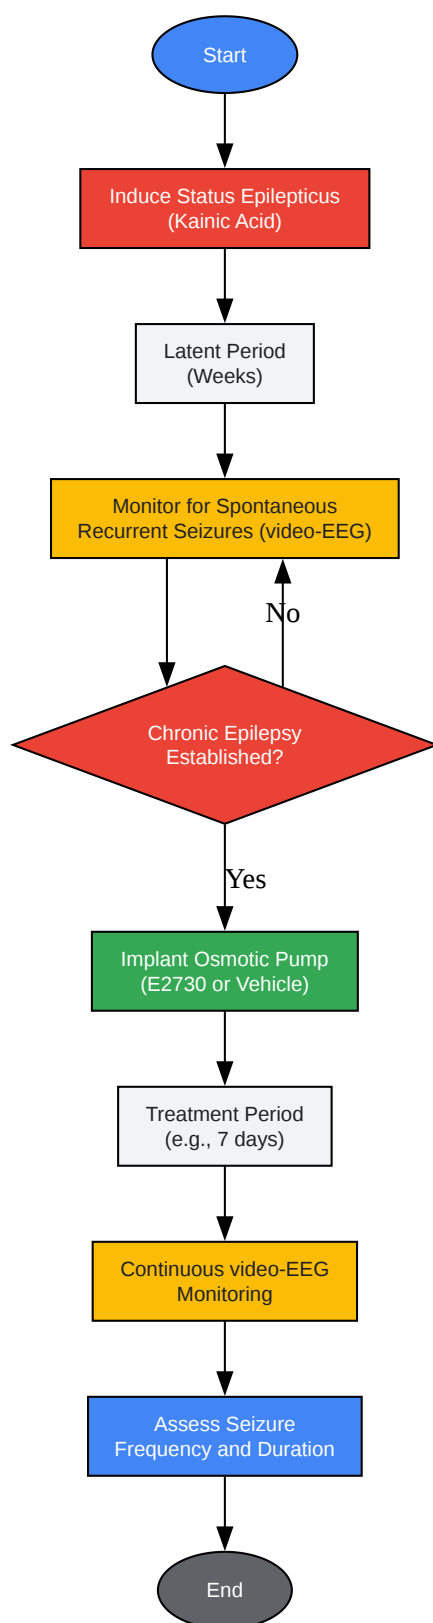 Start
Induce Status Epilepticus
(Kainic Acid)
Latent Period
(Weeks)
Monitor for Spontaneous
Recurrent Seizures (video-EEG)
No
Chronic Epilepsy
Established?
Yes
Implant Osmotic Pump
(E2730 or Vehicle)
Treatment Period
(e.g., 7 days)
Continuous video-EEG
Monitoring
Assess Seizure
Frequency and Duration
End